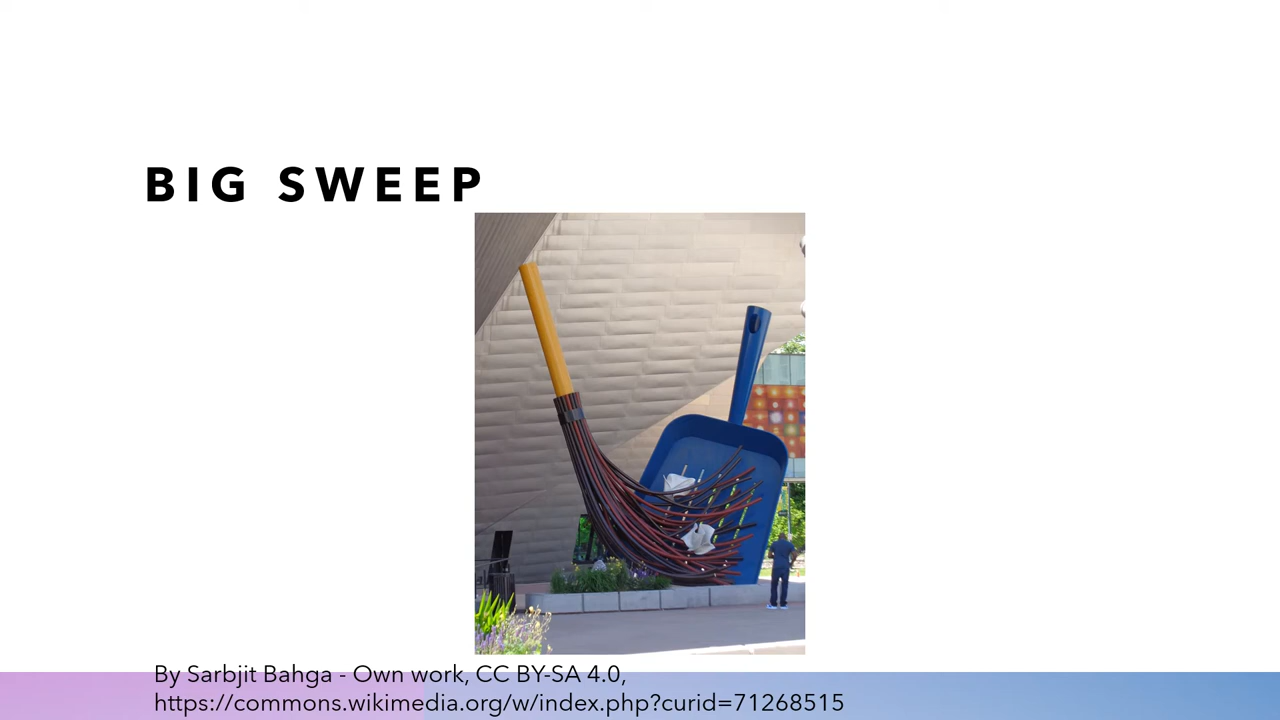 BIG SWEEP
By Sarbjit Bahga - Own work, CC BY-SA 4.0,
https://commons.wikimedia.org/w/index.php?curid=71268515